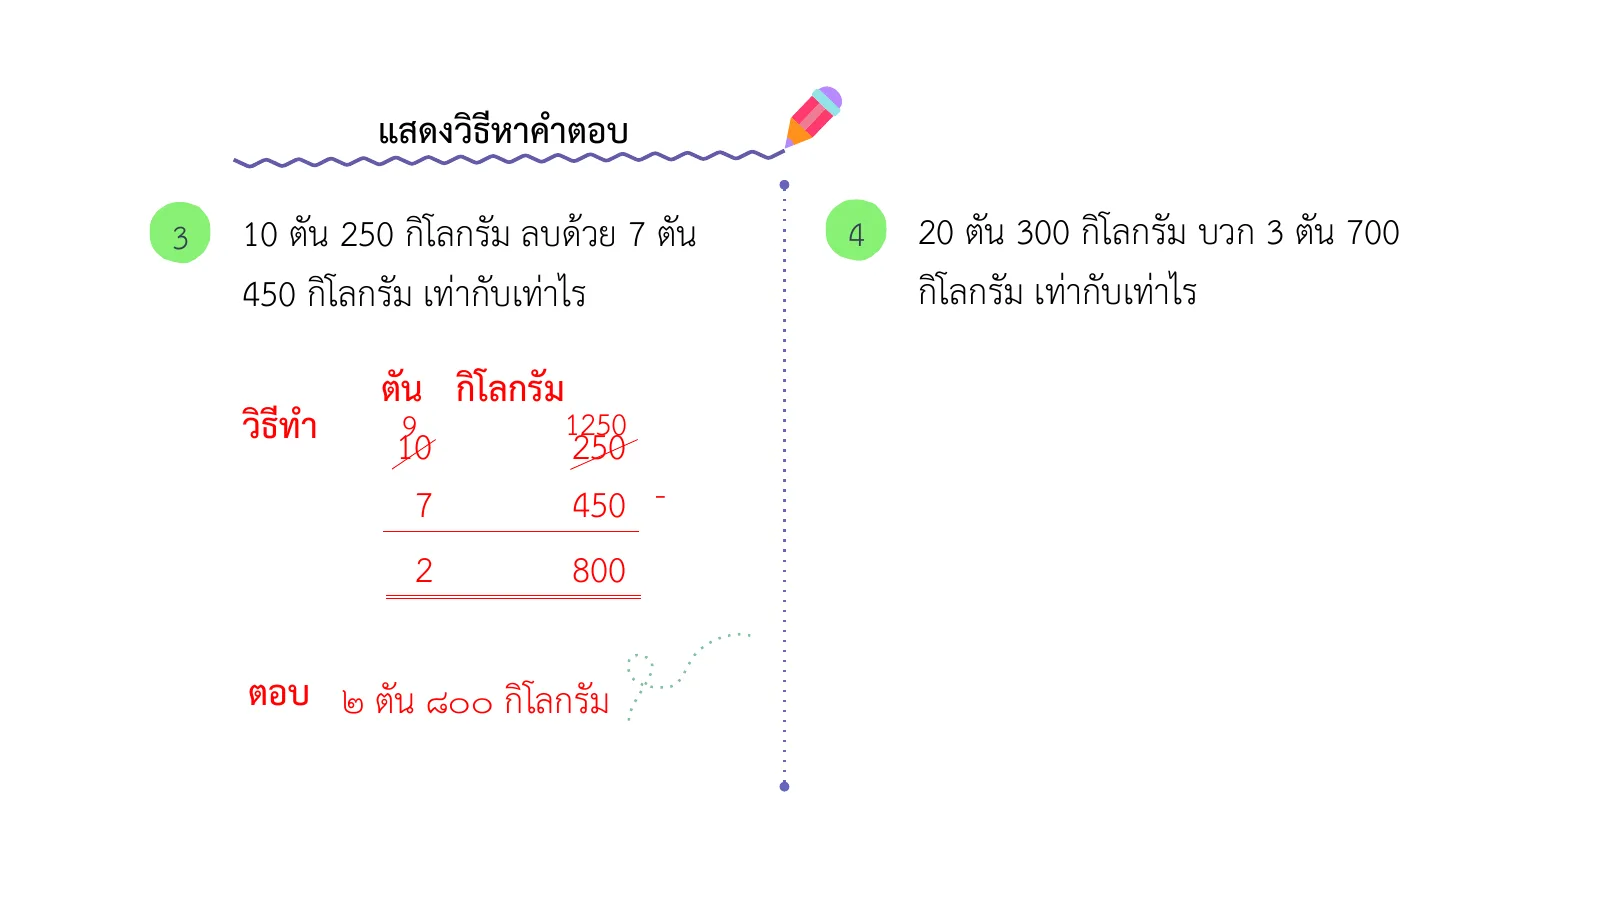 แสดงวิธีหาคำตอบ
3
10 ตัน 250 กิโลกรัม ลบด้วย 7 ตัน
450 กิโลกรัม เท่ากับเท่าไร
วิธีทำ
ตัน กิโลกรัม
9 1250
10 250
7 450 -
2 800
ตอบ ๒ ตัน ๘๐๐ กิโลกรัม
4
20 ตัน 300 กิโลกรัม บวก 3 ตัน 700
กิโลกรัม เท่ากับเท่าไร